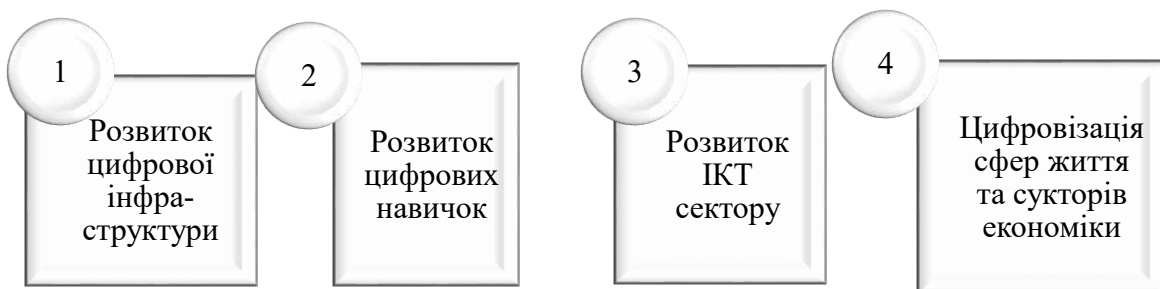 1
Розвиток
цифрової
інфра-
структури
2
Розвиток
цифрових
навичок
3
Розвиток
ІКТ
сектору
4
Цифровізація
сфер життя
та сукторів
економіки